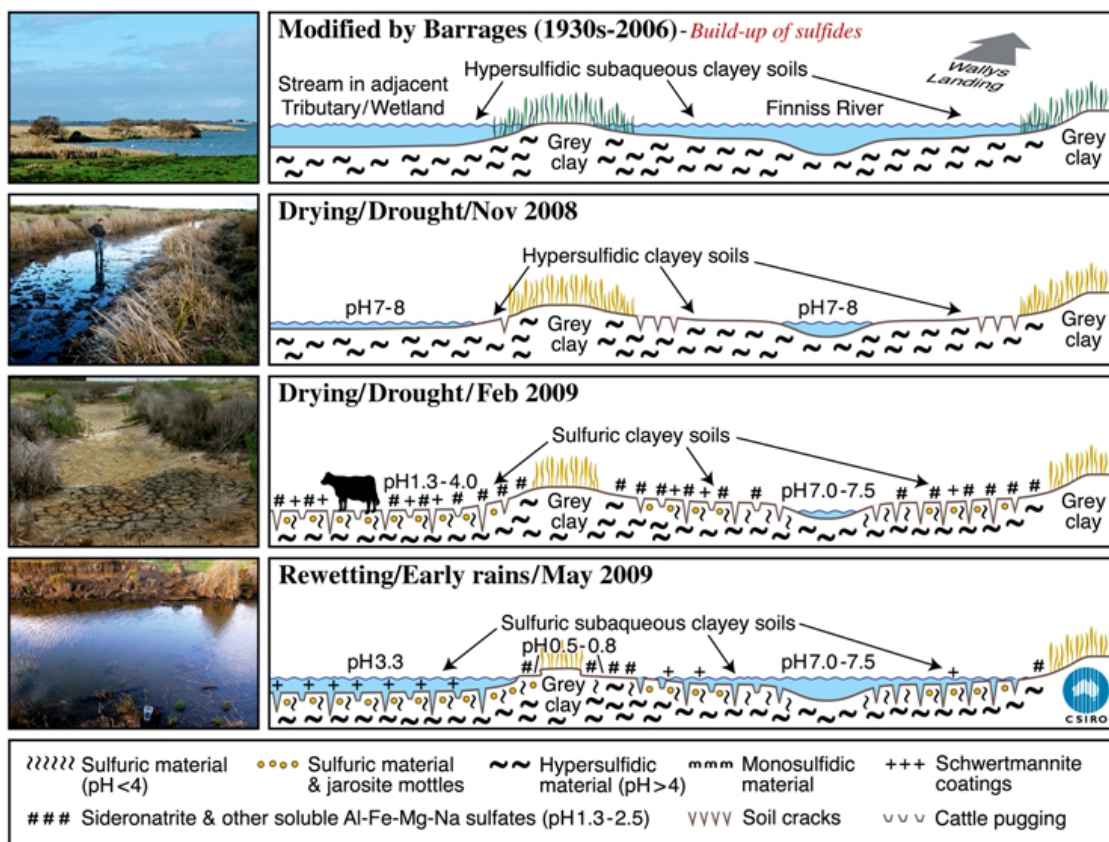 Modified by Barrages (1930s-2006) - Build-up of sulfides
Wallys
Landing
Stream in adjacent
Tributary/Wetland
Hypersulfidic subaqueous clayey soils
Finniss River
Grey
clay
Grey
clay
Drying/Drought/Nov 2008
Hypersulfidic clayey soils
pH7-8
pH7-8
Grey
clay
Grey
clay
Drying/Drought/Feb 2009
Sulfuric clayey soils
pH1.3-4.0
pH7.0-7.5
Grey
clay
Grey
clay
Rewetting/Early rains/May 2009
Sulfuric subaqueous clayey soils
pH3.3
pH0.5-0.8
pH7.0-7.5
Grey
clay
CSIRO
Sulfuric material
(pH<4)
Sulfuric material
& jarosite mottles
Hypersulfidic
material (pH>4)
Monosulfidic
material
+++ Schwertmannite
coatings
### Sideronatrite & other soluble Al-Fe-Mg-Na sulfates (pH1.3-2.5)
Soil cracks
Cattle pugging